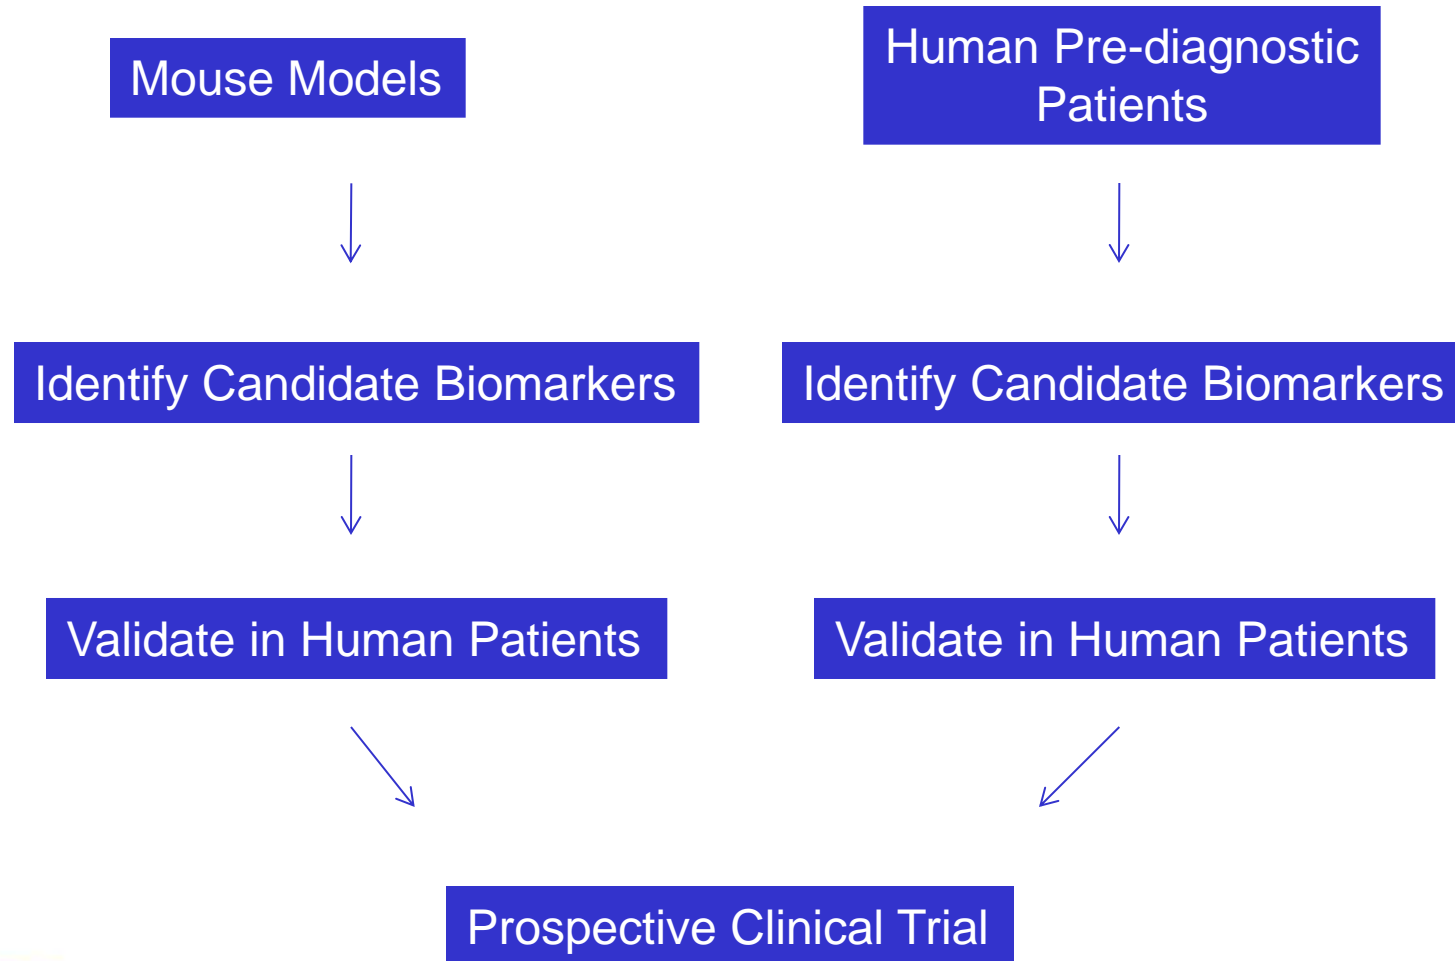 Mouse Models
Human Pre-diagnostic
Patients
Identify Candidate Biomarkers
Identify Candidate Biomarkers
Validate in Human Patients
Validate in Human Patients
Prospective Clinical Trial